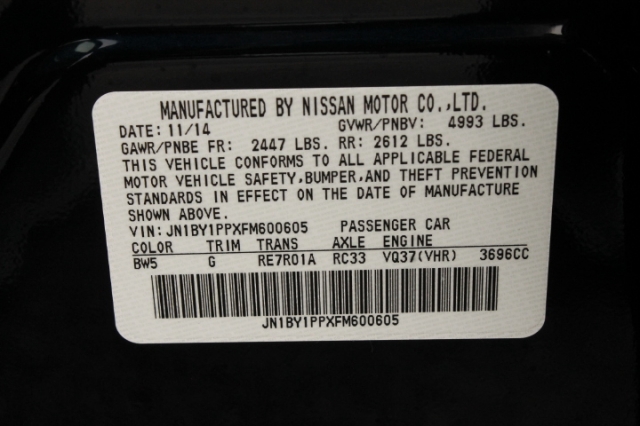 MANUFACTURED BY NISSAN MOTOR CO.,LTD.
DATE: 11/14 GVWR/PNBV: 4993 LBS.
GAWR/PNBE FR: 2447 LBS. RR: 2612 LBS.
THIS VEHICLE CONFORMS TO ALL APPLICABLE FEDERAL
MOTOR VEHICLE SAFETY,BUMPER,AND THEFT PREVENTION
STANDARDS IN EFFECT ON THE DATE OF MANUFACTURE
SHOWN ABOVE.
VIN: JN1BY1PPXFM600605 PASSENGER CAR
COLOR TRIM TRANS AXLE ENGINE
BW5 G RE7R01A RC33 VQ37(VHR) 3696CC
JN1BY1PPXFM600605